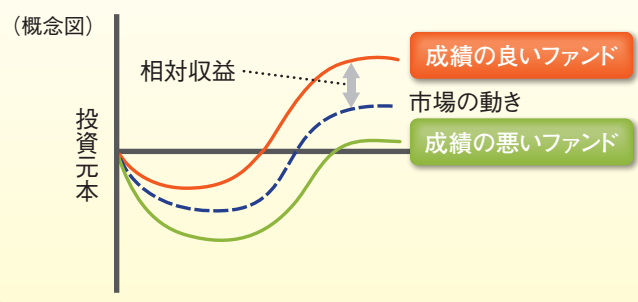 （概念図）
成績の良いファンド
相対収益
市場の動き
投資元本
成績の悪いファンド